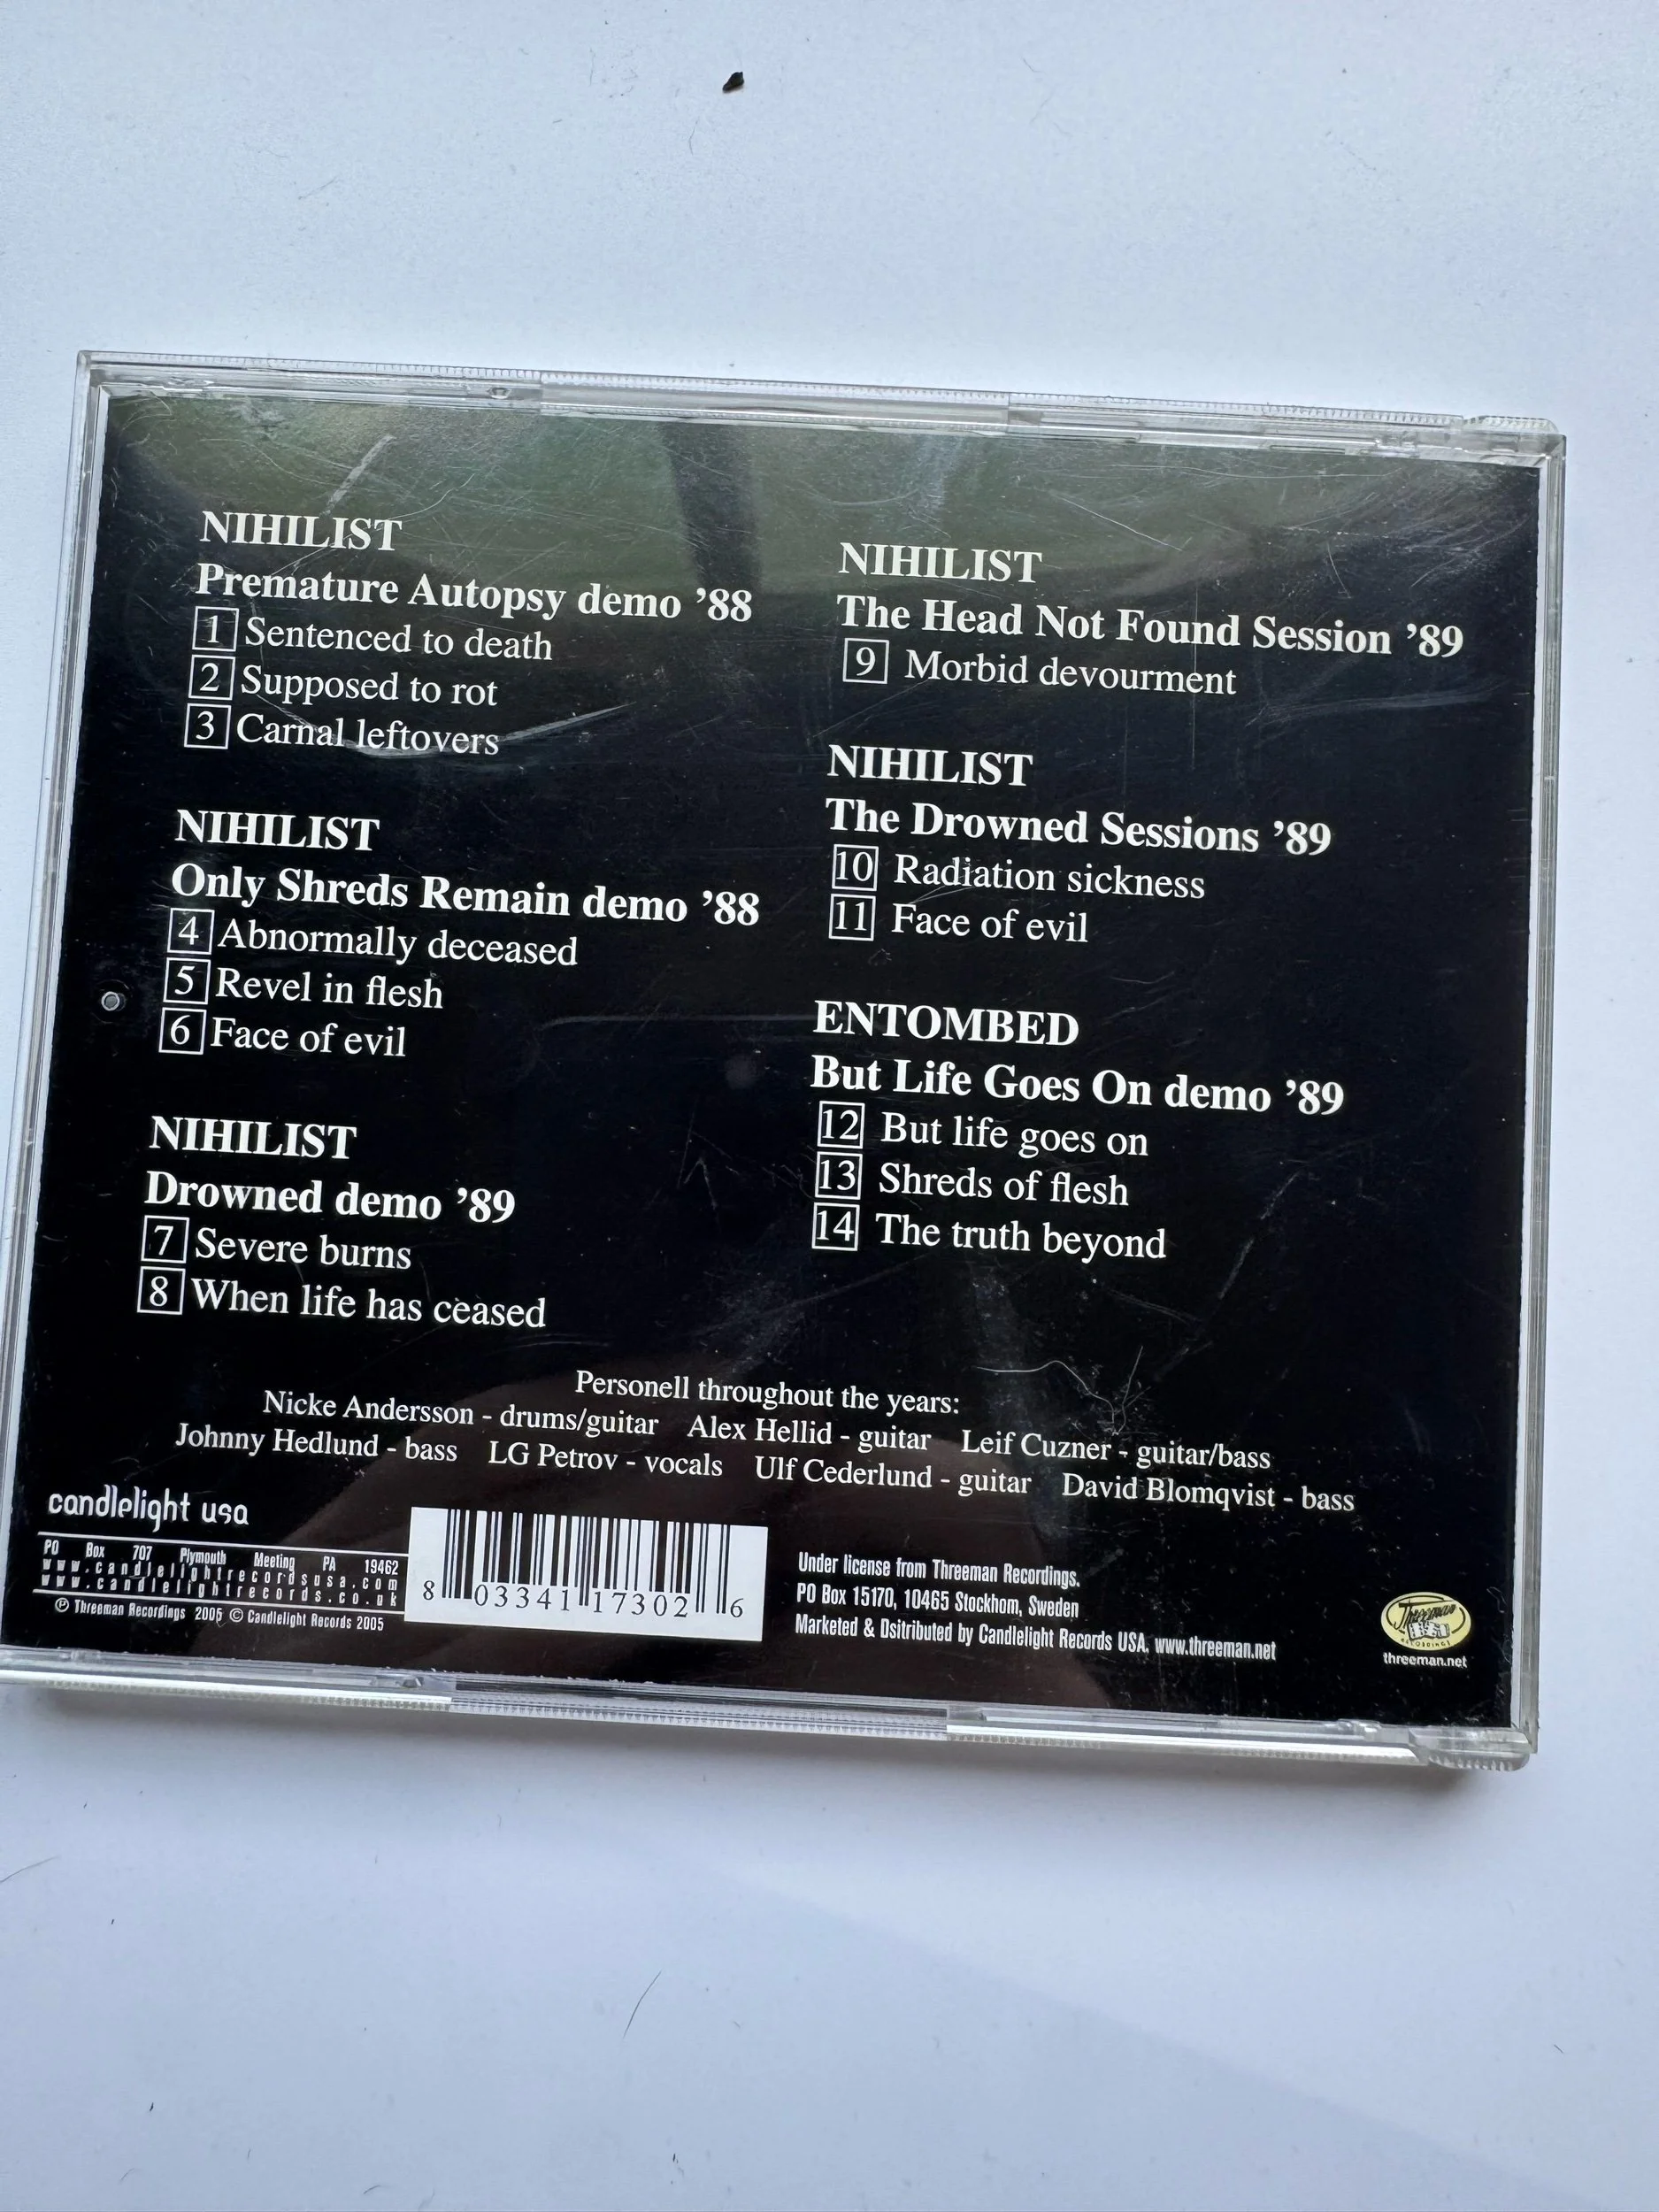 NIHILIST
Premature Autopsy demo ’88
1 Sentenced to death
2 Supposed to rot
3 Carnal leftovers
NIHILIST
Only Shreds Remain demo ’88
4 Abnormally deceased
5 Revel in flesh
6 Face of evil
NIHILIST
Drowned demo ’89
7 Severe burns
8 When life has ceased
NIHILIST
The Head Not Found Session ’89
9 Morbid devourment
NIHILIST
The Drowned Sessions ’89
10 Radiation sickness
11 Face of evil
ENTOMBED
But Life Goes On demo ’89
12 But life goes on
13 Shreds of flesh
14 The truth beyond
Personell throughout the years:
Nicke Andersson - drums/guitar Alex Hellid - guitar Leif Cuzner - guitar/bass
Johnny Hedlund - bass LG Petrov - vocals Ulf Cederlund - guitar David Blomqvist - bass
candlelight usa
PO Box 707 Plymouth Meeting PA 19462
www.candlelightrecordsusa.com
www.candlelightrecords.co.uk
℗ Threeman Recordings 2005 © Candlelight Records 2005
8 03341 17302 6
Under license from Threeman Recordings.
PO Box 15170, 10465 Stockhom, Sweden
Marketed & Dsitributed by Candlelight Records USA. www.threeman.net
Threeman
RECORDINGS
threeman.net